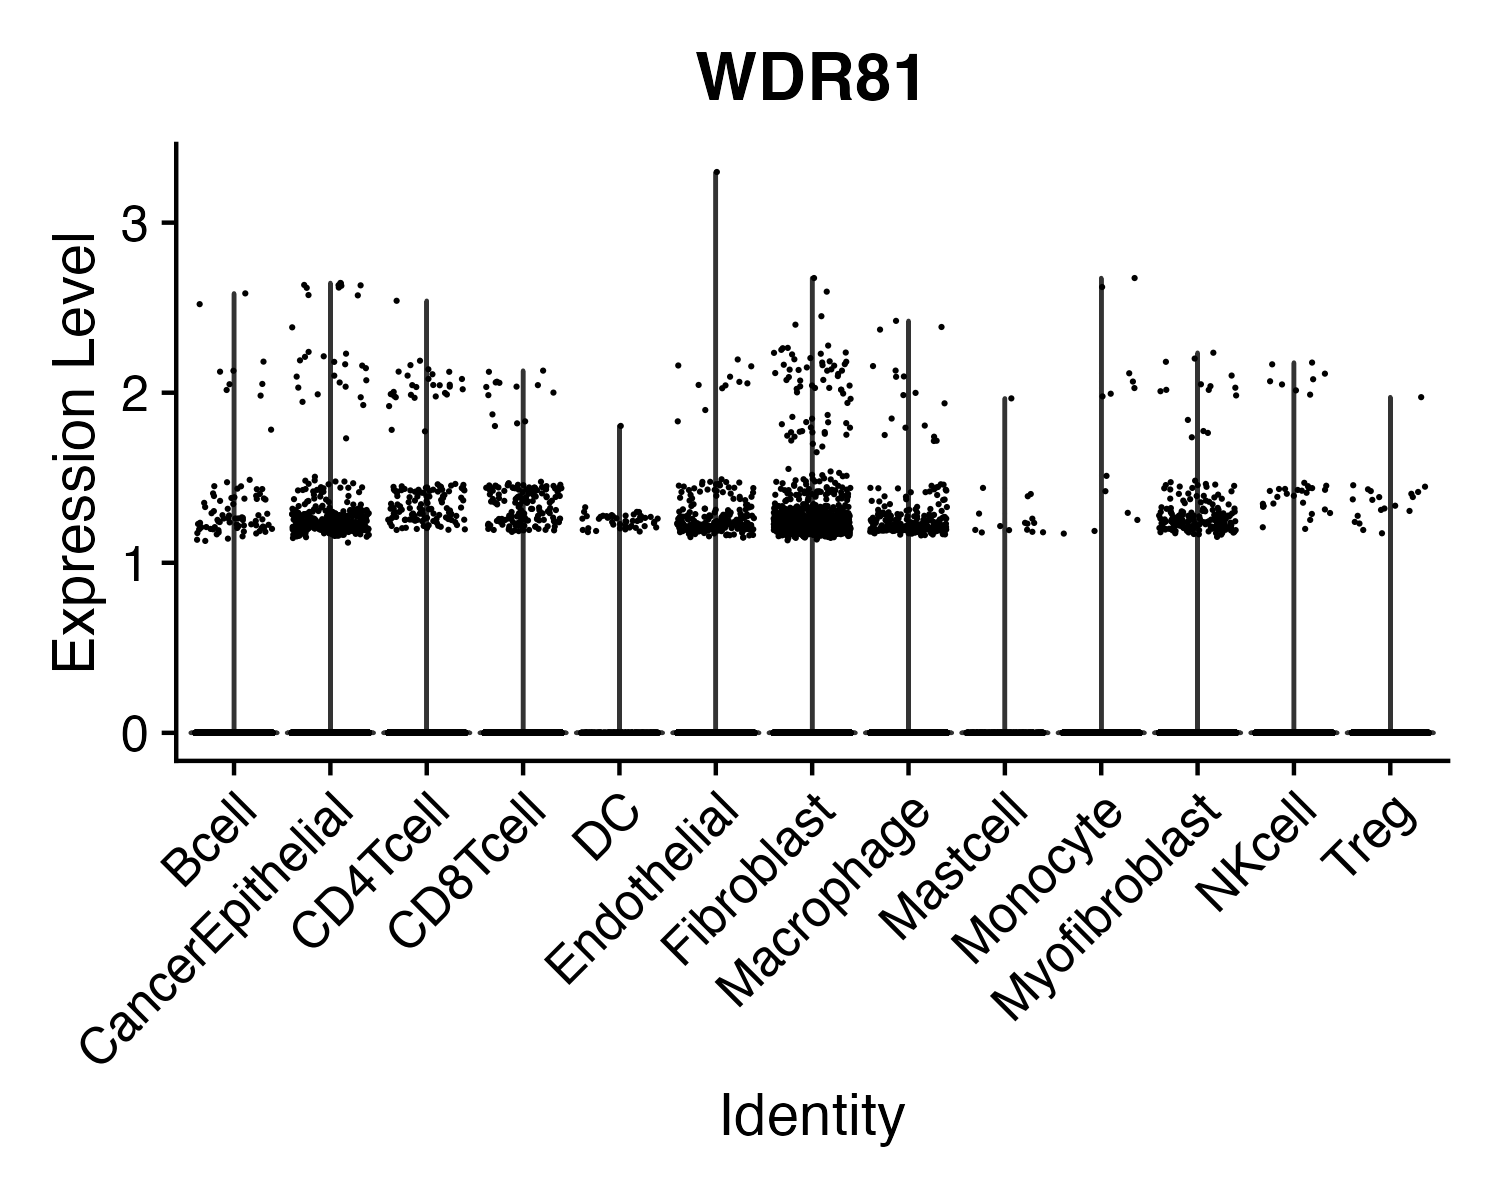 WDR81
Expression Level
3
2
1
0
Bcell
CancerEpithelial
CD4Tcell
CD8Tcell
DC
Endothelial
Fibroblast
Macrophage
Mastcell
Monocyte
Myofibroblast
NKcell
Treg
Identity